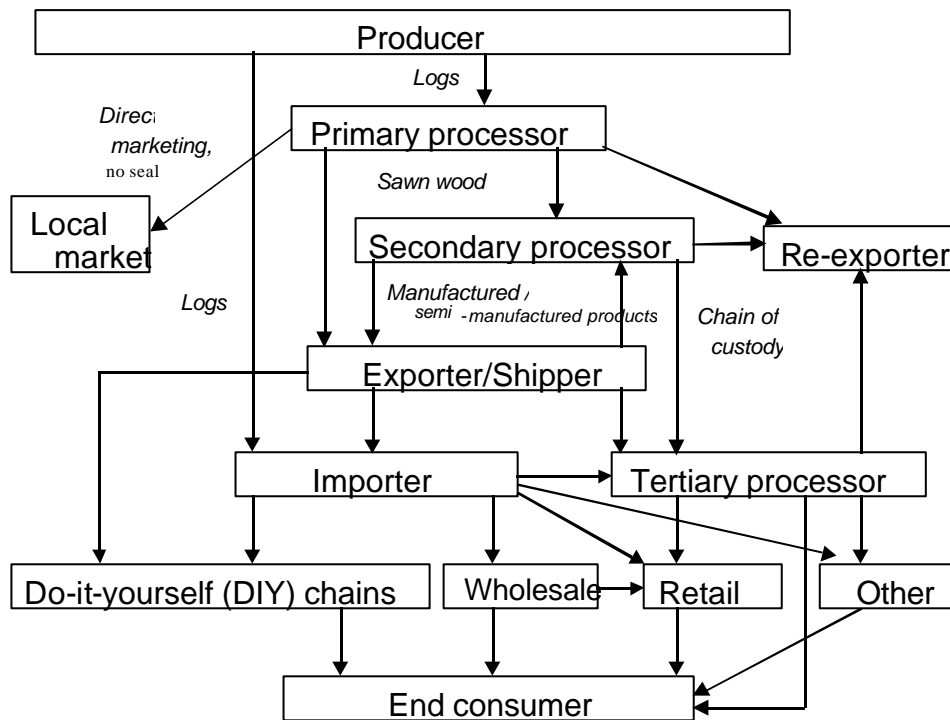 Producer
Logs
Direct
marketing,
no seal
Primary processor
Sawn wood
Local
market
Secondary processor
Re-exporter
Logs
Manufactured /
semi -manufactured products
Chain of
custody
Exporter/Shipper
Importer
Tertiary processor
Do-it-yourself (DIY) chains
Wholesale
Retail
Other
End consumer